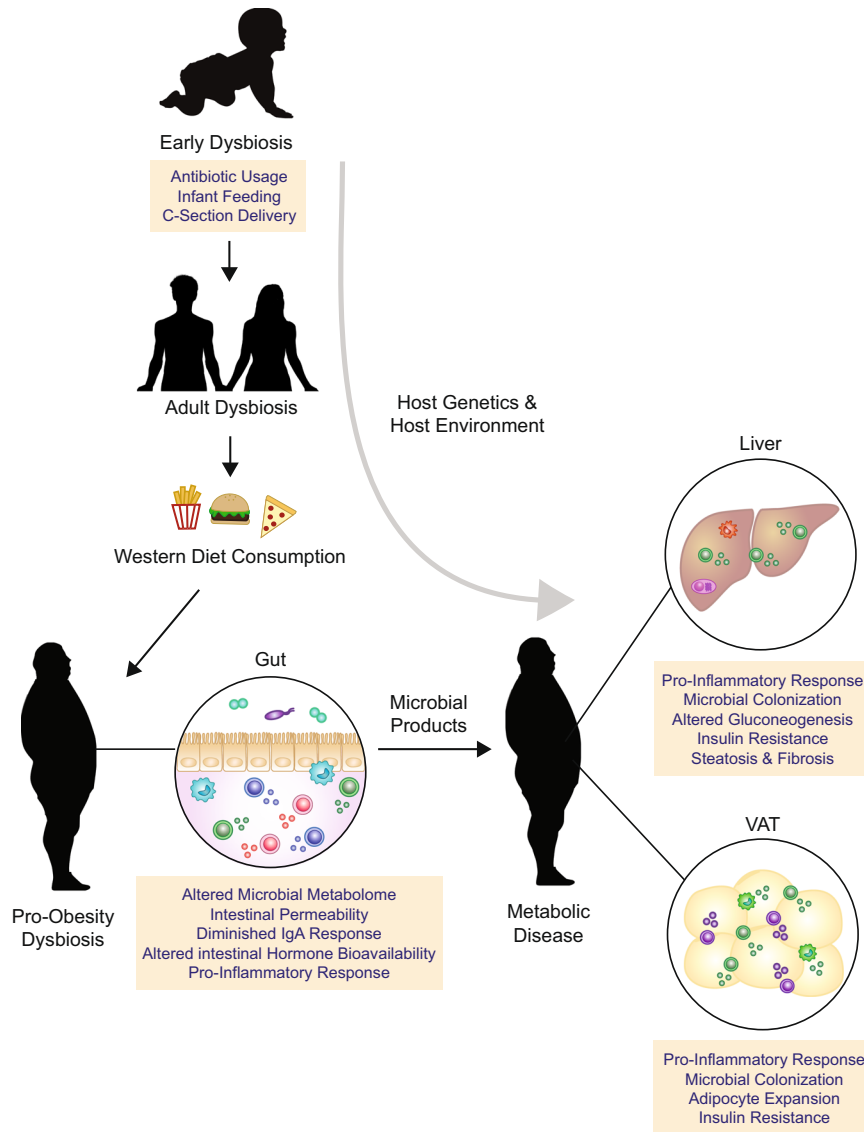 Early Dysbiosis
Antibiotic Usage
Infant Feeding
C-Section Delivery
Adult Dysbiosis
Host Genetics &
Host Environment
Western Diet Consumption
Pro-Obesity
Dysbiosis
Gut
Altered Microbial Metabolome
Intestinal Permeability
Diminished IgA Response
Altered intestinal Hormone Bioavailability
Pro-Inflammatory Response
Microbial
Products
Metabolic
Disease
Liver
Pro-Inflammatory Response
Microbial Colonization
Altered Gluconeogenesis
Insulin Resistance
Steatosis & Fibrosis
VAT
Pro-Inflammatory Response
Microbial Colonization
Adipocyte Expansion
Insulin Resistance